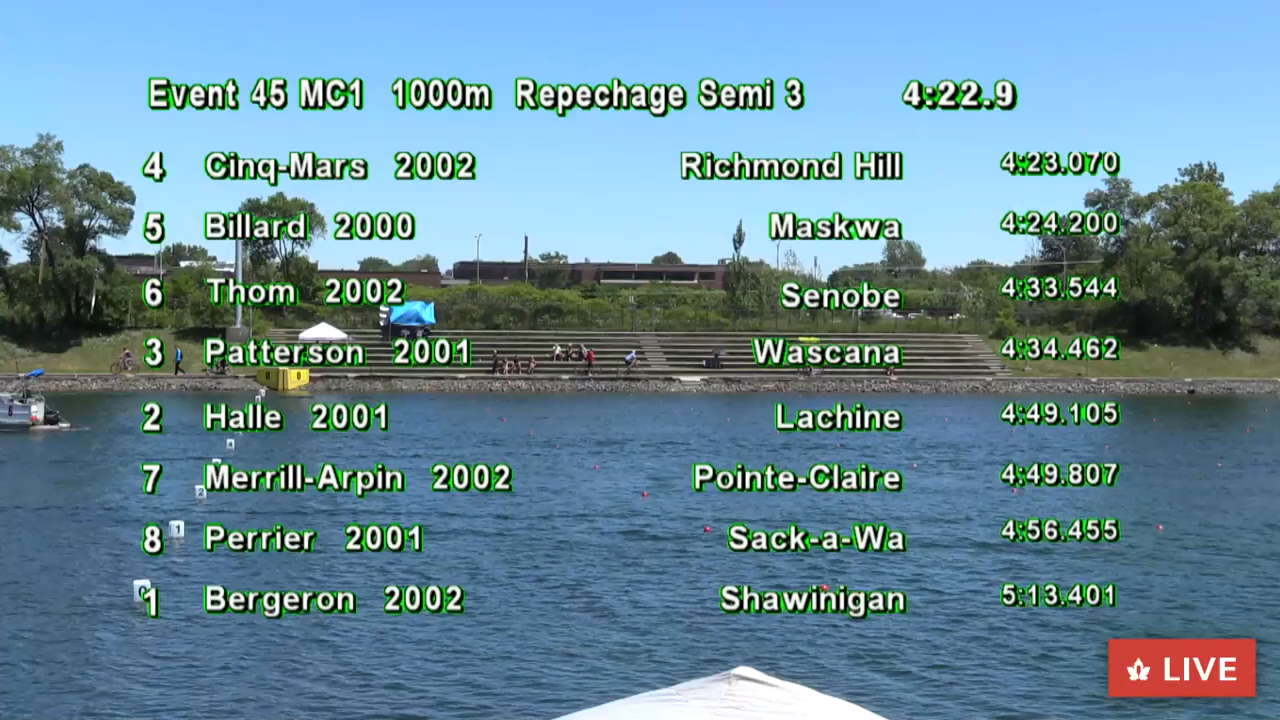 Event 45 MC1 1000m Repechage Semi 3 4:22.9
4 Cinq-Mars 2002 Richmond Hill 4:23.070
5 Billard 2000 Maskwa 4:24.200
6 Thom 2002 Senobe 4:33.544
3 Patterson 2001 Wascana 4:34.462
2 Halle 2001 Lachine 4:49.105
7 Merrill-Arpin 2002 Pointe-Claire 4:49.807
8 Perrier 2001 Sack-a-Wa 4:56.455
1 Bergeron 2002 Shawinigan 5:13.401
2
1
0
LIVE